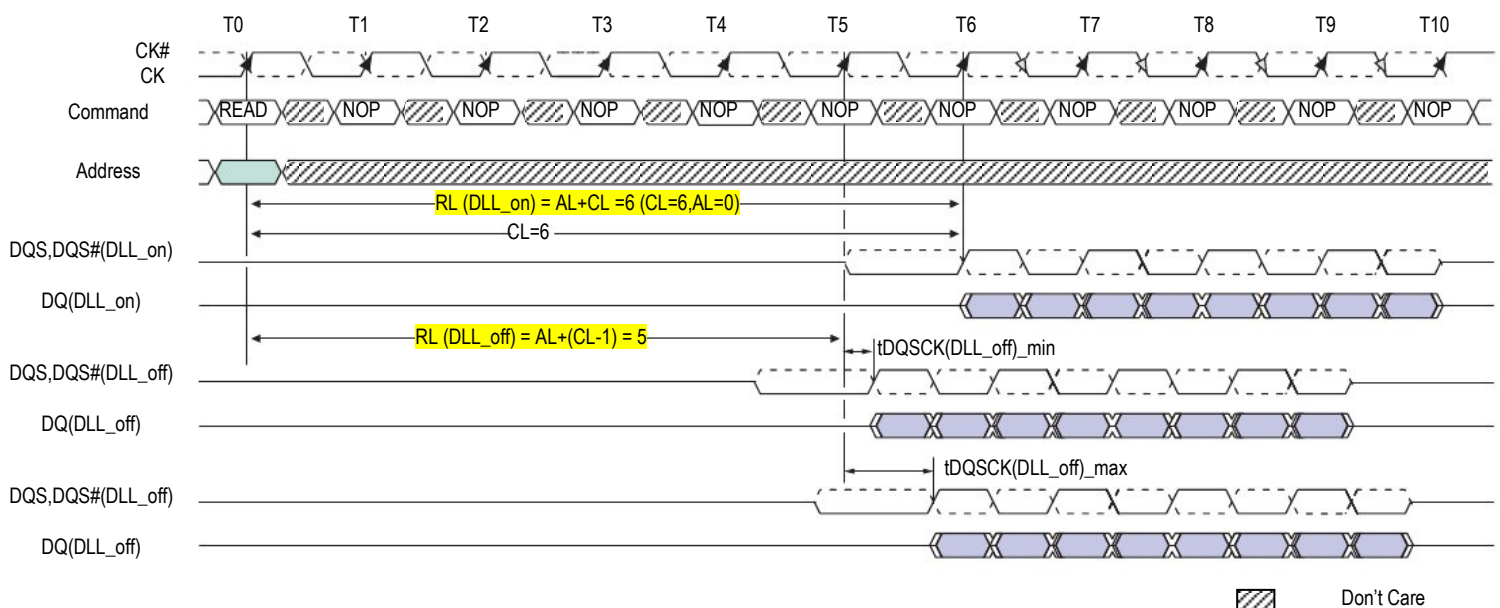 T0 T1 T2 T3 T4 T5 T6 T7 T8 T9 T10
CK#
CK
Command READ NOP NOP NOP NOP NOP NOP NOP NOP NOP NOP
Address
RL (DLL_on) = AL+CL =6 (CL=6,AL=0)
CL=6
DQS,DQS#(DLL_on)
DQ(DLL_on)
RL (DLL_off) = AL+(CL-1) = 5
tDQSCK(DLL_off)_min
DQS,DQS#(DLL_off)
DQ(DLL_off)
tDQSCK(DLL_off)_max
DQS,DQS#(DLL_off)
DQ(DLL_off)
Don't Care